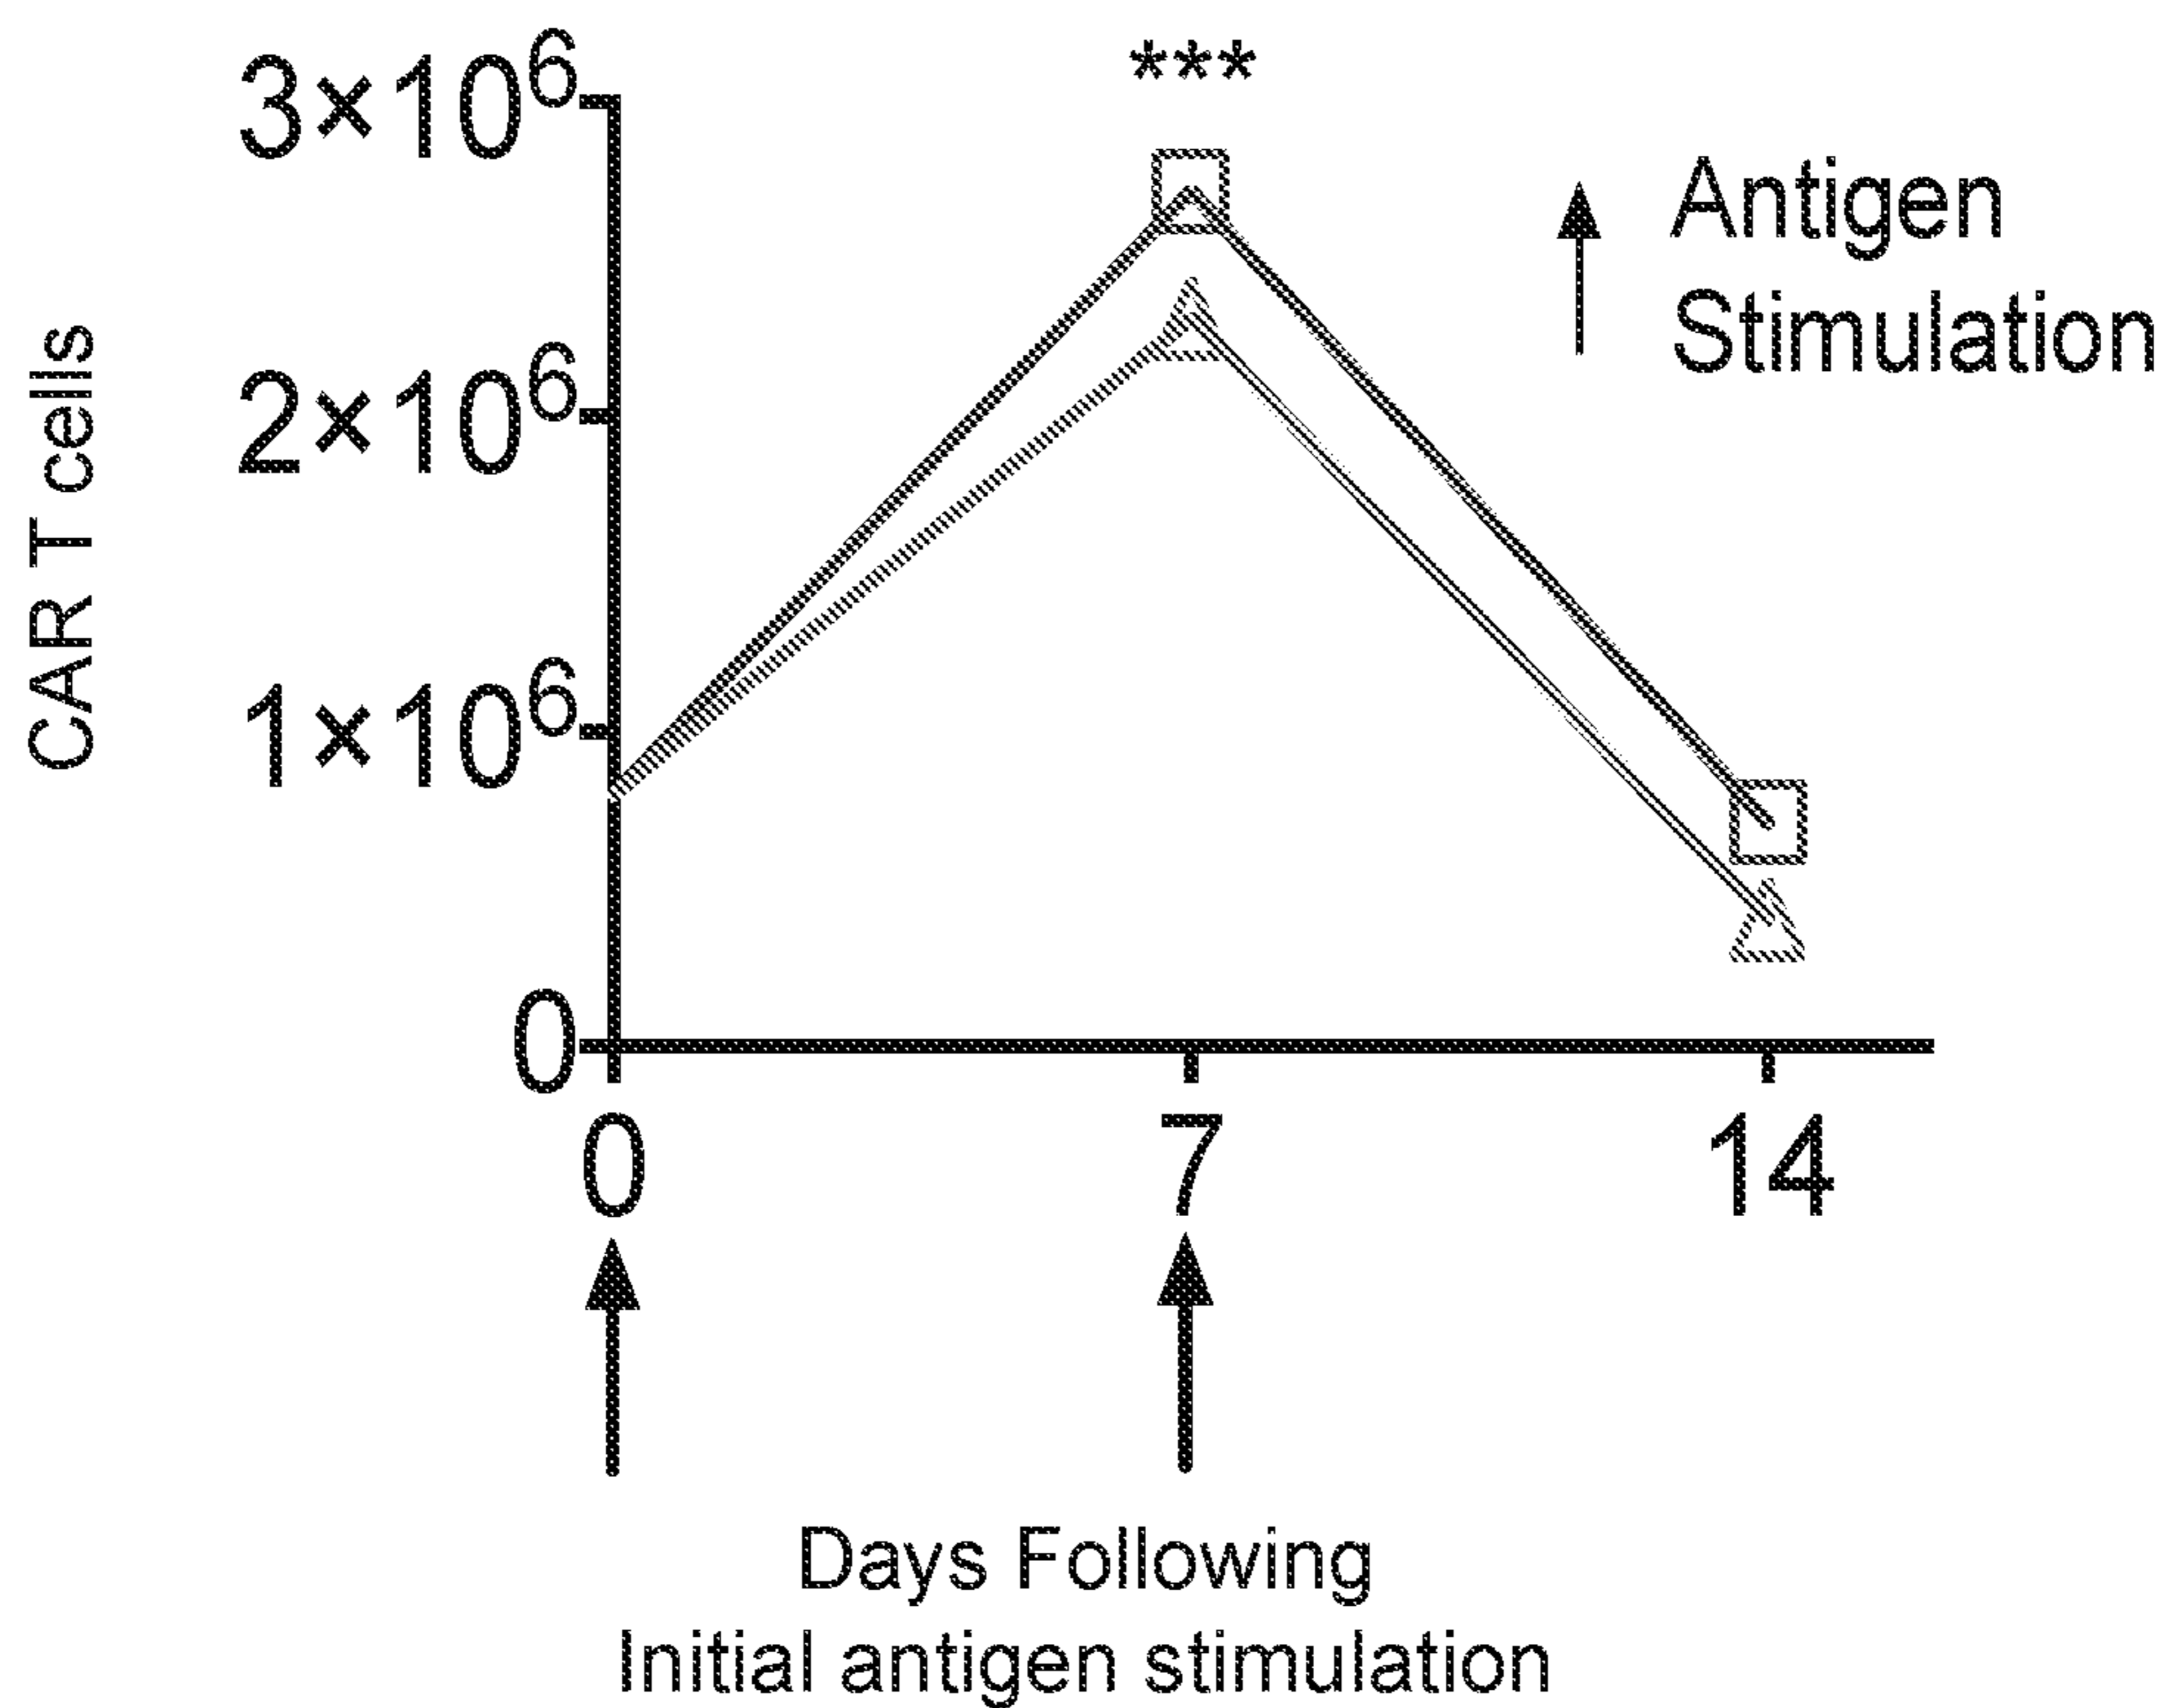 ***
Antigen
Stimulation
CAR T cells
3×10⁶
2×10⁶
1×10⁶
0
0 7 14
Days Following
Initial antigen stimulation